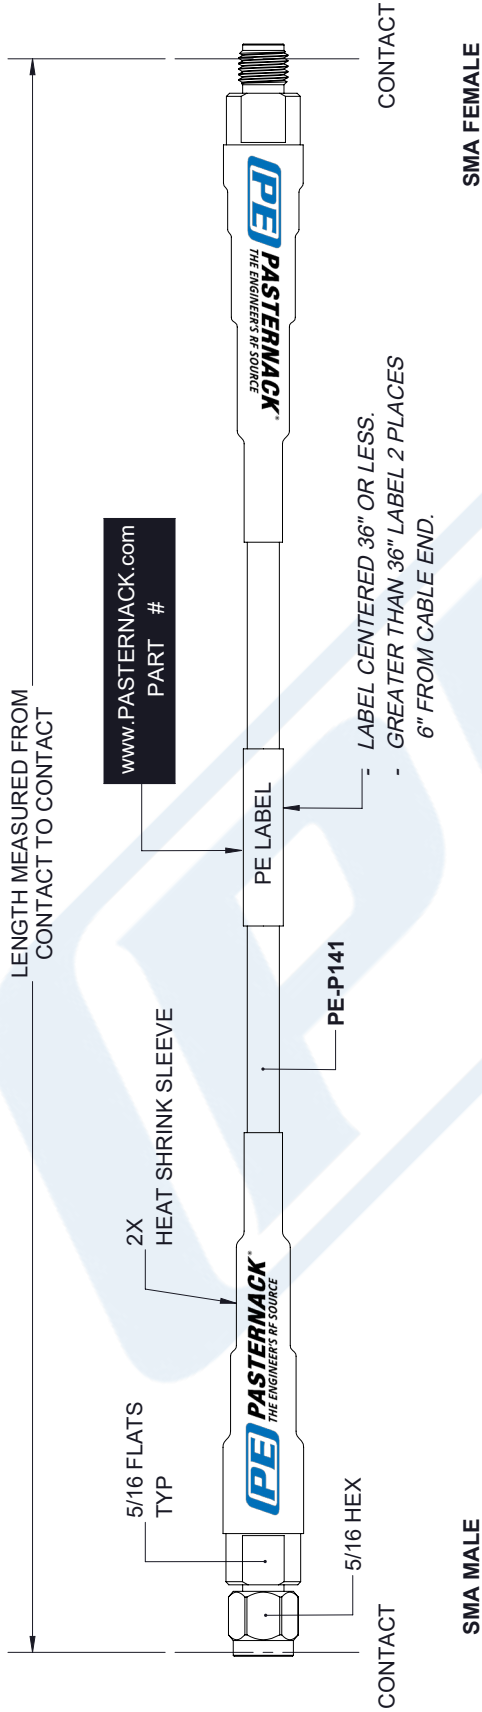 LENGTH MEASURED FROM
CONTACT TO CONTACT
www.PASTERNACK.com
PART #
2X
HEAT SHRINK SLEEVE
5/16 FLATS
TYP
PE PASTERNACK®
THE ENGINEER'S RF SOURCE
PE LABEL
PE PASTERNACK®
THE ENGINEER'S RF SOURCE
5/16 HEX
PE-P141
- LABEL CENTERED 36" OR LESS.
- GREATER THAN 36" LABEL 2 PLACES
6" FROM CABLE END.
CONTACT
CONTACT
SMA MALE
SMA FEMALE